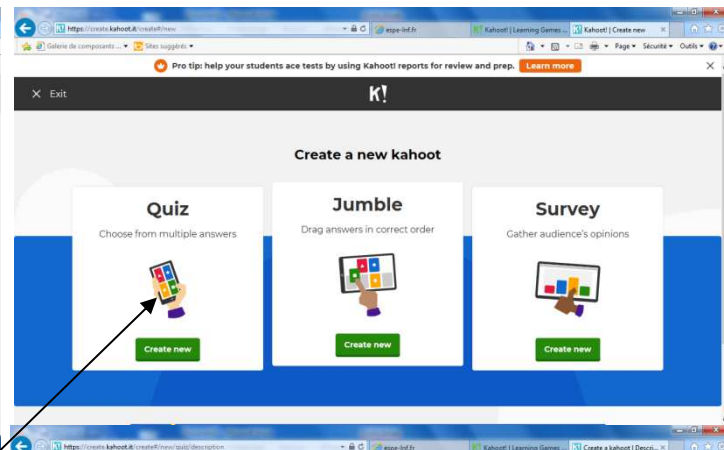 https://create.kahoot.it/create#/new
espe-lnf.fr
Kahoot! | Learning Games ...
Kahoot! | Create new
Galerie de composants ...
Sites suggérés
Page
Sécurité
Outils
Pro tip: help your students ace tests by using Kahoot! reports for review and prep. Learn more
Exit
K!
Create a new kahoot
Quiz
Jumble
Survey
Choose from multiple answers
Drag answers in correct order
Gather audience's opinions
Create new
Create new
Create new
https://create.kahoot.it/create#/new/quiz/description
espe-lnf.fr
Kahoot! | Learning Games ...
Create a kahoot | Descri...